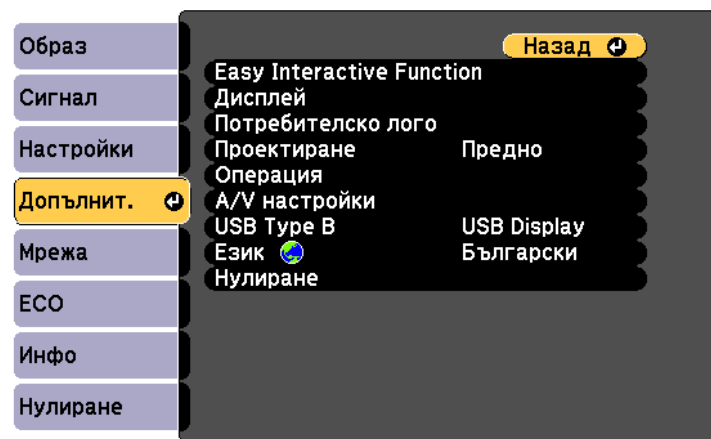 Образ
Сигнал
Настройки
Допълнит.
Мрежа
ECO
Инфо
Нулиране
Назад
Easy Interactive Function
Дисплей
Потребителско лого
Проектиране Предно
Операция
A/V настройки
USB Type B USB Display
Език Български
Нулиране